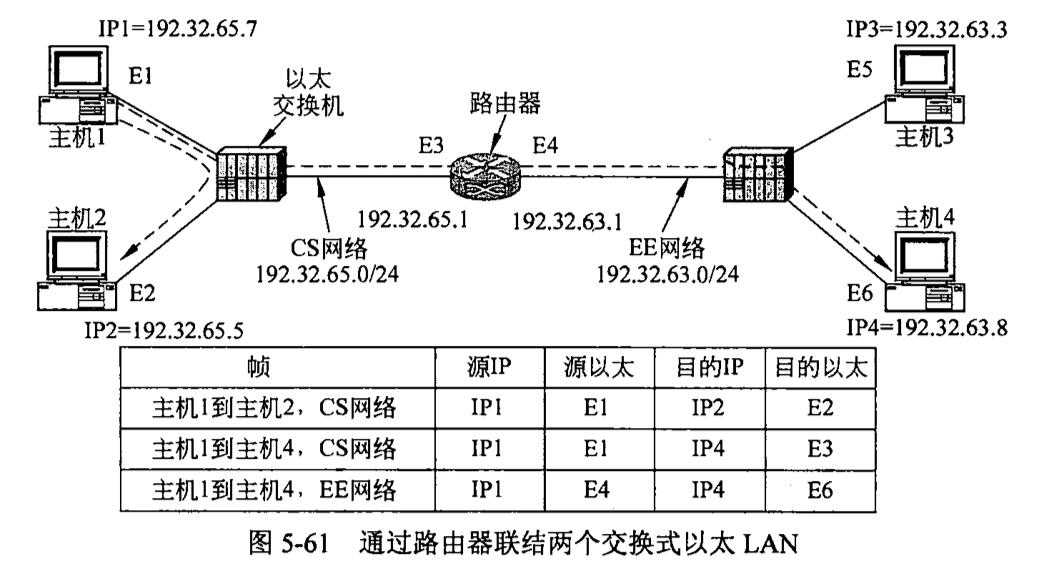 IP1=192.32.65.7
IP3=192.32.63.3
E1
以太
交换机
路由器
E5
主机1
E3
E4
主机3
主机2
192.32.65.1
192.32.63.1
主机4
CS网络
192.32.65.0/24
EE网络
192.32.63.0/24
E2
E6
IP2=192.32.65.5
IP4=192.32.63.8
帧 源IP 源以太 目的IP 目的以太
主机1到主机2，CS网络 IP1 E1 IP2 E2
主机1到主机4，CS网络 IP1 E1 IP4 E3
主机1到主机4，EE网络 IP1 E4 IP4 E6
图 5-61 通过路由器联结两个交换式以太 LAN